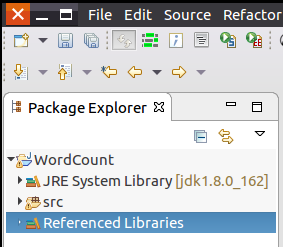 File Edit Source Refactor
Package Explorer
WordCount
JRE System Library [jdk1.8.0_162]
src
Referenced Libraries